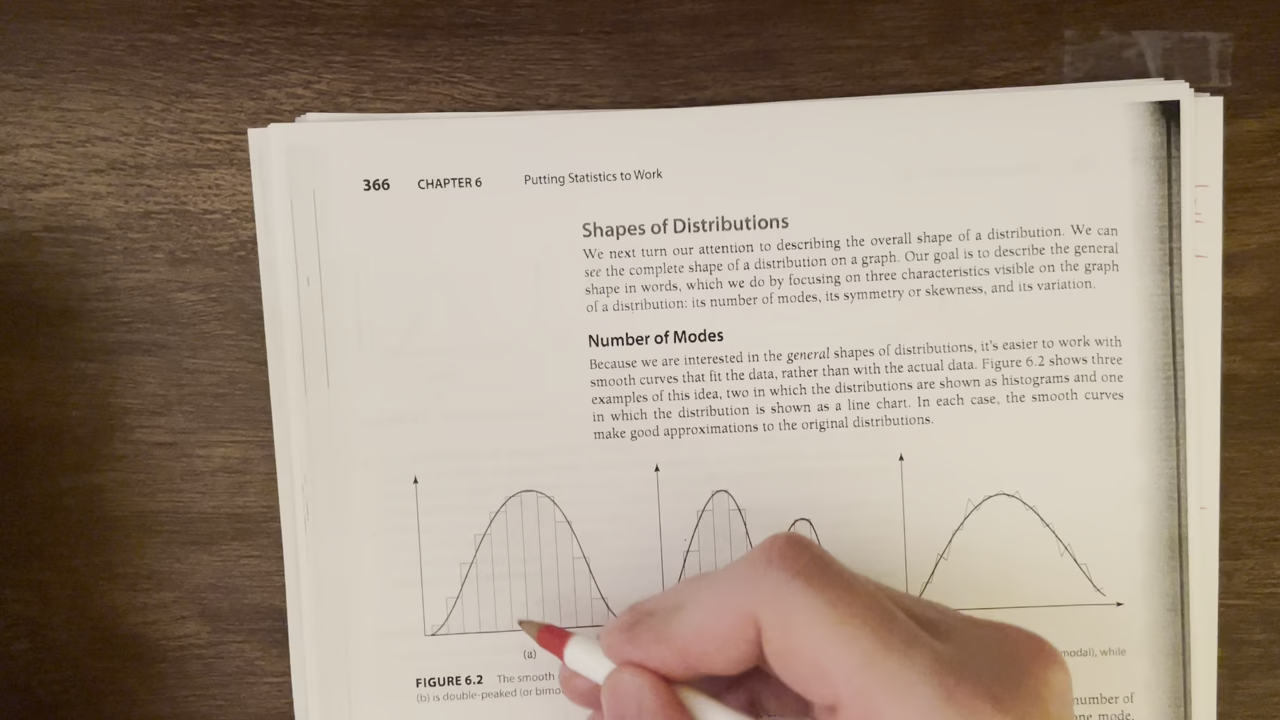 366 CHAPTER 6 Putting Statistics to Work
Shapes of Distributions
We next turn our attention to describing the overall shape of a distribution. We can
see the complete shape of a distribution on a graph. Our goal is to describe the general
shape in words, which we do by focusing on three characteristics visible on the graph
of a distribution: its number of modes, its symmetry or skewness, and its variation.
Number of Modes
Because we are interested in the general shapes of distributions, it's easier to work with
smooth curves that fit the data, rather than with the actual data. Figure 6.2 shows three
examples of this idea, two in which the distributions are shown as histograms and one
in which the distribution is shown as a line chart. In each case, the smooth curves
make good approximations to the original distributions.
(a)
FIGURE 6.2 The smooth
modal), while
(b) is double-peaked (or bimo
number of
one mode,